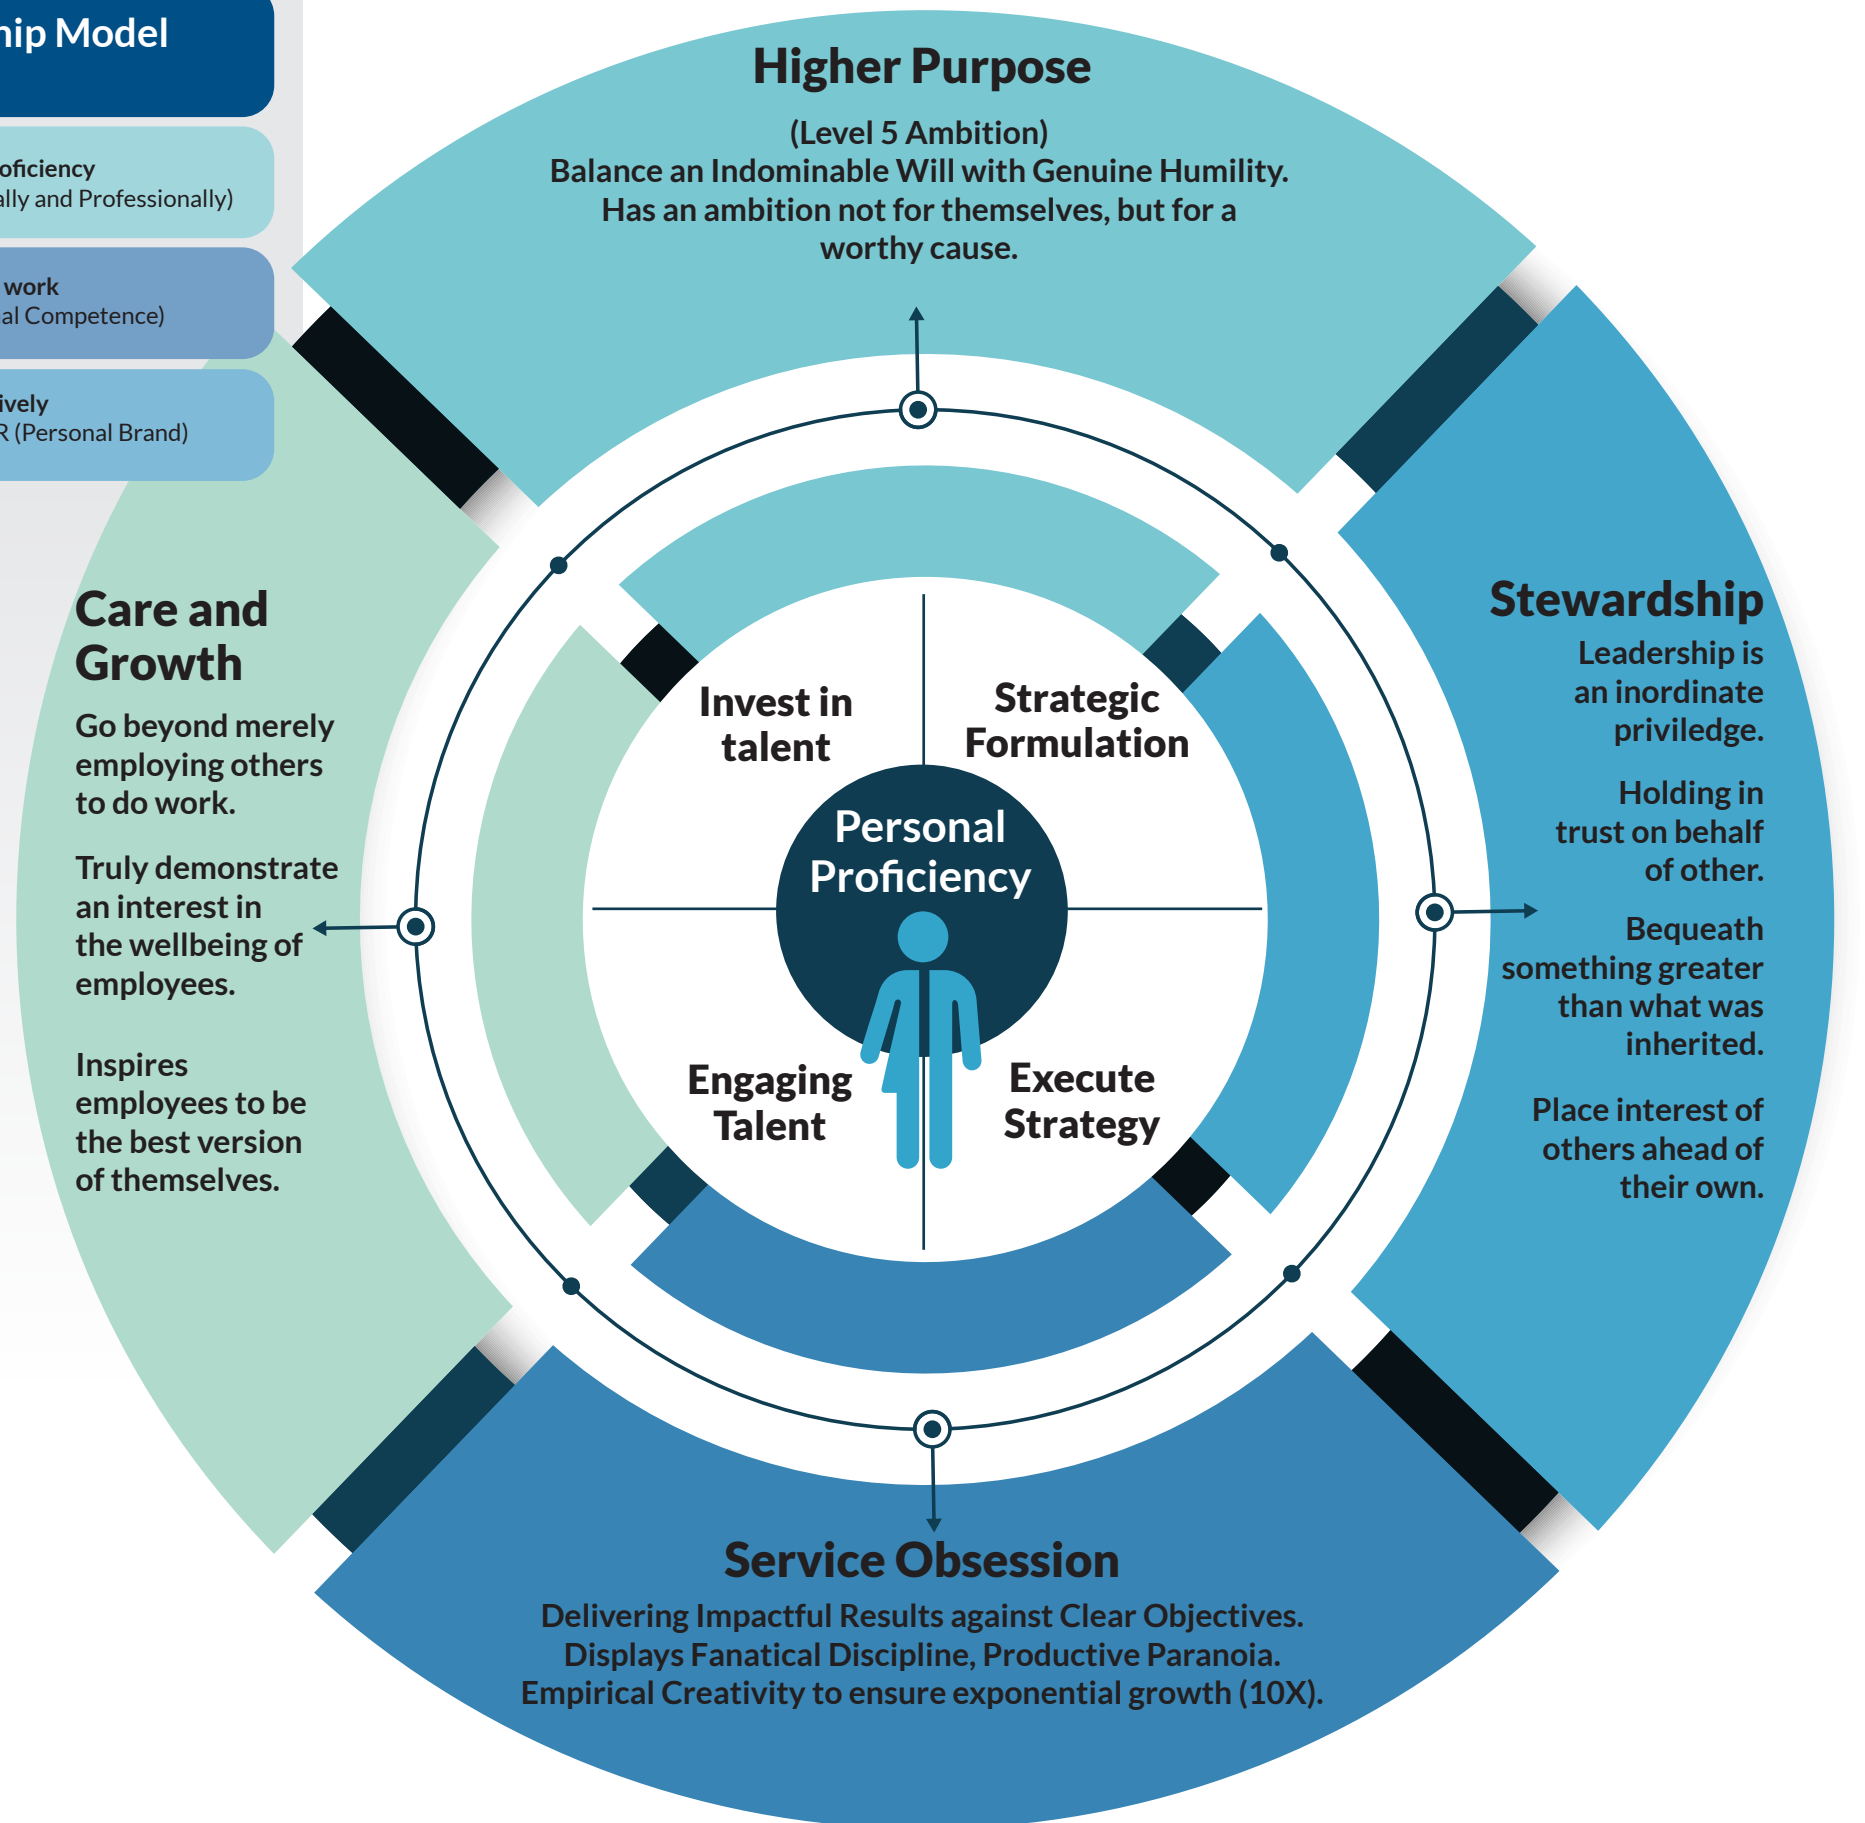 Model
(Level 5 Ambition)
Higher Purpose
Balance an Indominable Will with Genuine Humility.
Has an ambition not for themselves, but for a
worthy cause.
and Professionally)
work
Competence)
R (Personal Brand)
Care and
Growth
Go beyond merely
employing others
to do work.
Truly demonstrate
an interest in
the wellbeing of
employees.
Inspires
employees to be
the best version
of themselves.
Invest in
talent
Strategic
Formulation
Personal
Proficiency
Engaging
Talent
Execute
Strategy
Stewardship
Leadership is
an inordinate
priviledge.
Holding in
trust on behalf
of other.
Bequeath
something greater
than what was
inherited.
Place interest of
others ahead of
their own.
Service Obsession
Delivering Impactful Results against Clear Objectives.
Displays Fanatical Discipline, Productive Paranoia.
Empirical Creativity to ensure exponential growth (10X).